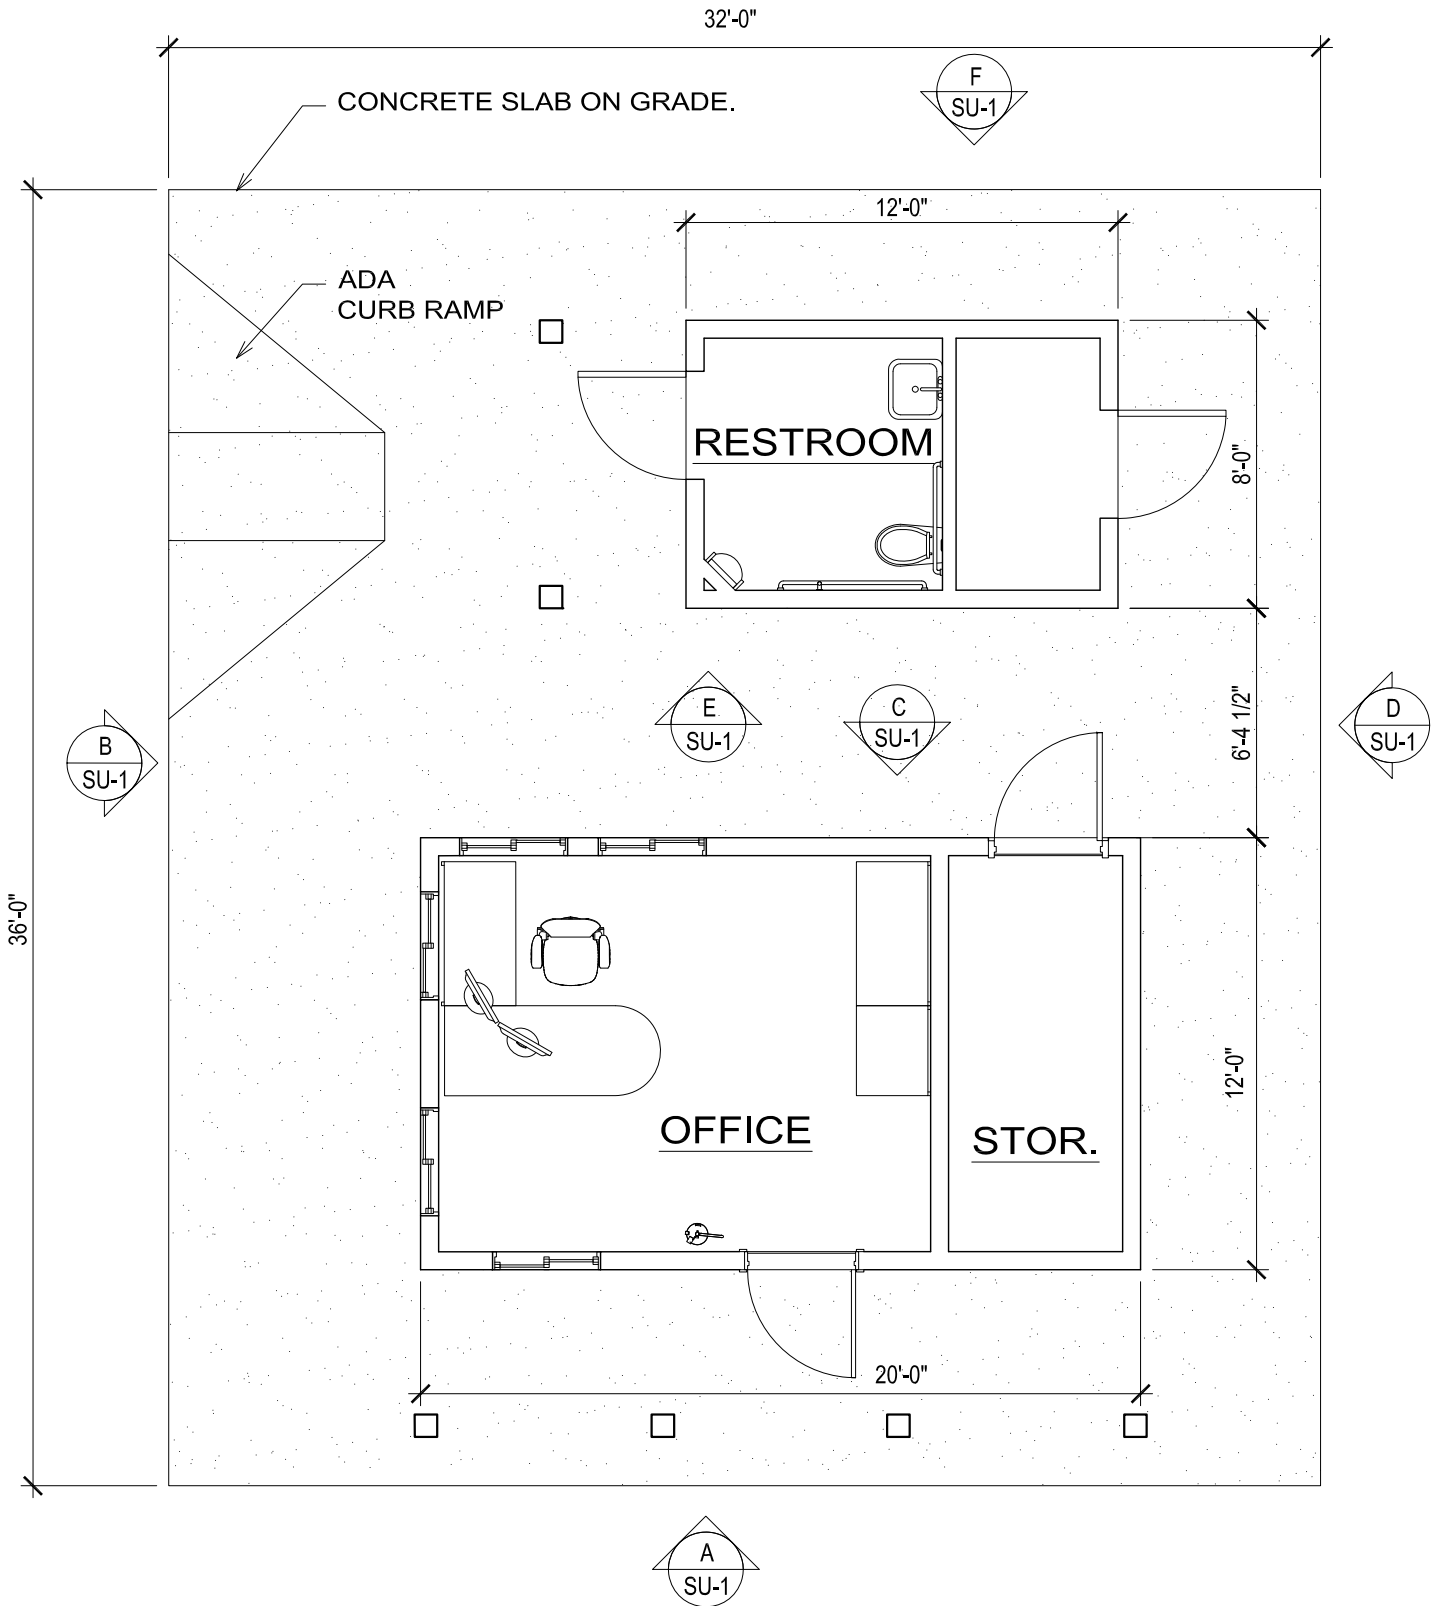 32'-0"
F
SU-1
CONCRETE SLAB ON GRADE.
12'-0"
ADA
CURB RAMP
RESTROOM
8'-0"
E
SU-1
C
SU-1
6'-4 1/2"
B
SU-1
D
SU-1
36'-0"
12'-0"
OFFICE
STOR.
20'-0"
A
SU-1